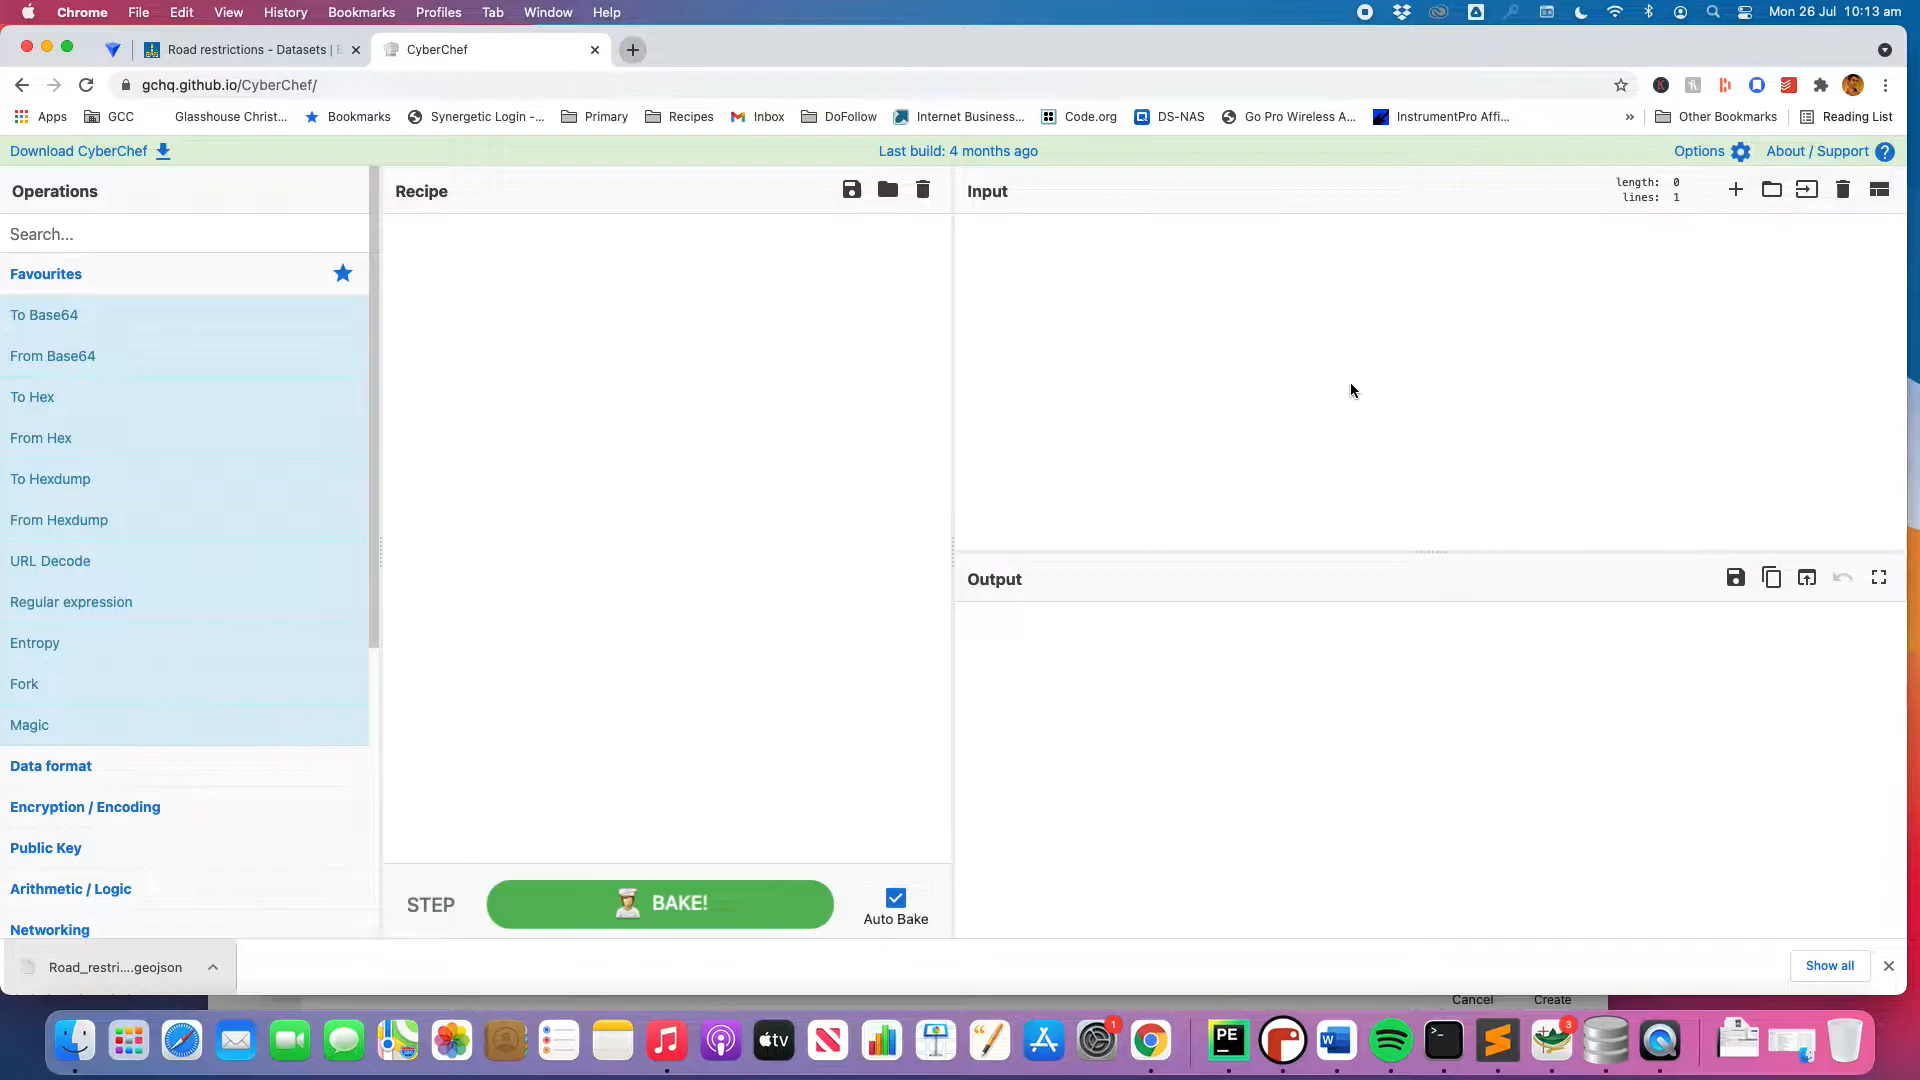 Chrome File Edit View History Bookmarks Profiles Tab Window Help Mon 26 Jul 10:13 am
Road restrictions - Datasets | CyberChef
gchq.github.io/CyberChef/
Apps GCC Glasshouse Christ... Bookmarks Synergetic Login -... Primary Recipes Inbox DoFollow Internet Business... Code.org DS-NAS Go Pro Wireless A... InstrumentPro Affi... » Other Bookmarks Reading List
Download CyberChef Last build: 4 months ago Options About / Support
Operations Recipe Input length: 0
lines: 1
Search...
Favourites
To Base64
From Base64
To Hex
From Hex
To Hexdump
From Hexdump
URL Decode
Regular expression
Entropy
Fork
Magic
Data format
Encryption / Encoding
Public Key
Arithmetic / Logic
Networking
Output
STEP BAKE! Auto Bake
Road_restri....geojson Show all
Cancel Create
tv 1 PE W >_ 3